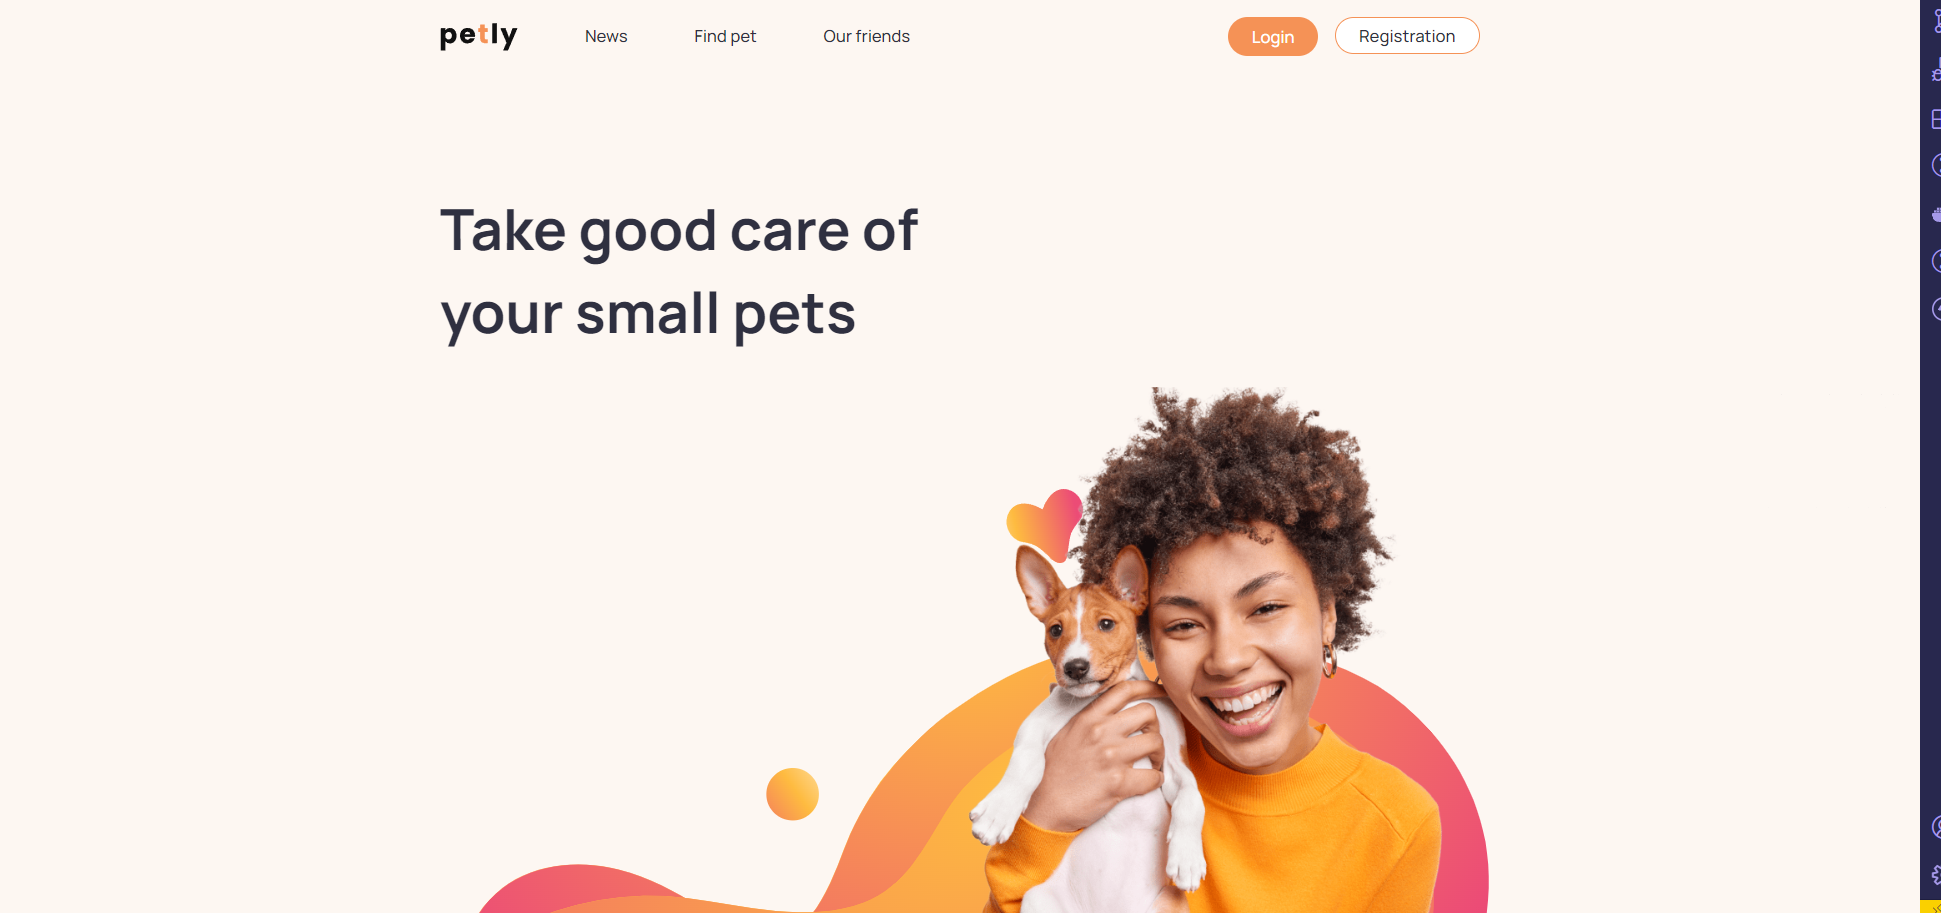 petly
News
Find pet
Our friends
Login
Registration
Take good care of
your small pets